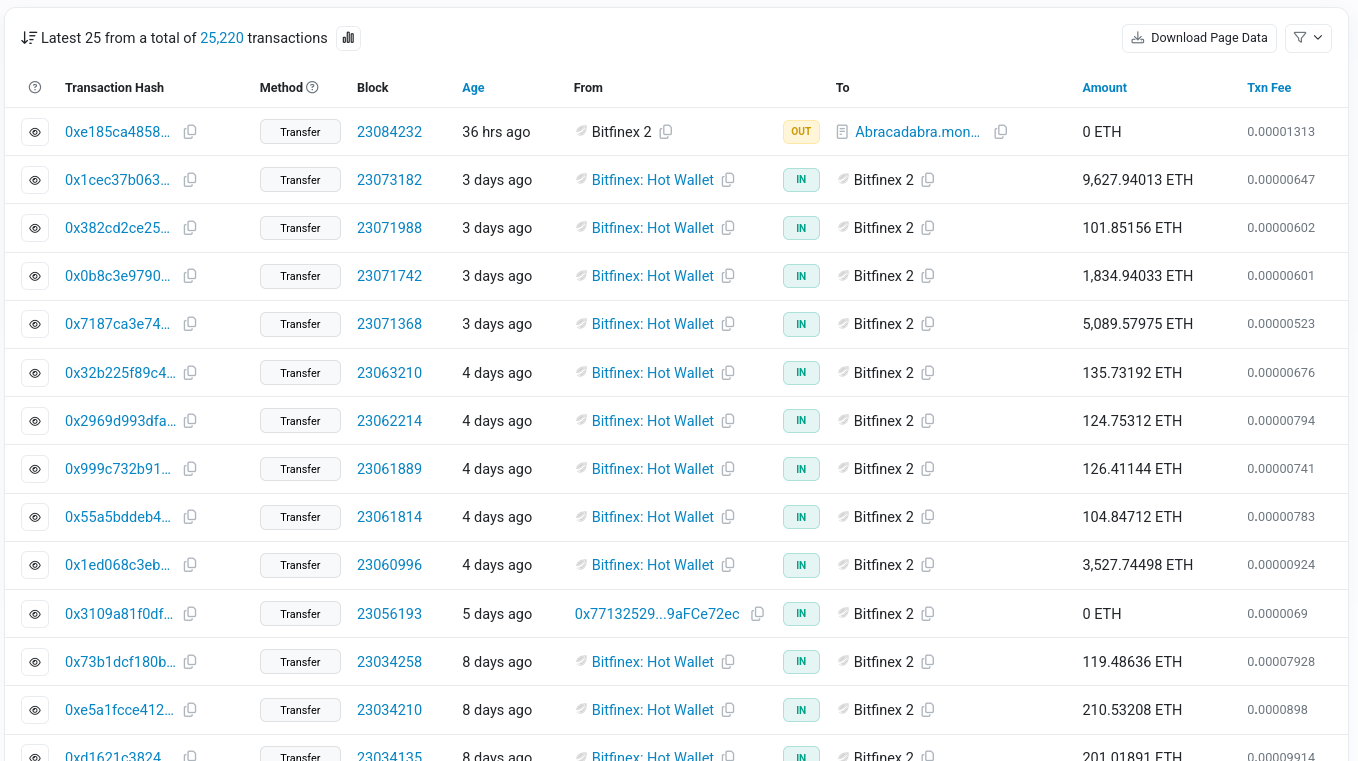 Latest 25 from a total of 25,220 transactions Download Page Data
Transaction Hash Method Block Age From To Amount Txn Fee
0xe185ca4858... Transfer 23084232 36 hrs ago Bitfinex 2 OUT Abracadabra.mon... 0 ETH 0.00001313
0x1cec37b063... Transfer 23073182 3 days ago Bitfinex: Hot Wallet IN Bitfinex 2 9,627.94013 ETH 0.00000647
0x382cd2ce25... Transfer 23071988 3 days ago Bitfinex: Hot Wallet IN Bitfinex 2 101.85156 ETH 0.00000602
0x0b8c3e9790... Transfer 23071742 3 days ago Bitfinex: Hot Wallet IN Bitfinex 2 1,834.94033 ETH 0.00000601
0x7187ca3e74... Transfer 23071368 3 days ago Bitfinex: Hot Wallet IN Bitfinex 2 5,089.57975 ETH 0.00000523
0x32b225f89c4... Transfer 23063210 4 days ago Bitfinex: Hot Wallet IN Bitfinex 2 135.73192 ETH 0.00000676
0x2969d993dfa... Transfer 23062214 4 days ago Bitfinex: Hot Wallet IN Bitfinex 2 124.75312 ETH 0.00000794
0x999c732b91... Transfer 23061889 4 days ago Bitfinex: Hot Wallet IN Bitfinex 2 126.41144 ETH 0.00000741
0x55a5bddeb4... Transfer 23061814 4 days ago Bitfinex: Hot Wallet IN Bitfinex 2 104.84712 ETH 0.00000783
0x1ed068c3eb... Transfer 23060996 4 days ago Bitfinex: Hot Wallet IN Bitfinex 2 3,527.74498 ETH 0.00000924
0x3109a81f0df... Transfer 23056193 5 days ago 0x77132529...9aFCe72ec IN Bitfinex 2 0 ETH 0.0000069
0x73b1dcf180b... Transfer 23034258 8 days ago Bitfinex: Hot Wallet IN Bitfinex 2 119.48636 ETH 0.00007928
0xe5a1fcce412... Transfer 23034210 8 days ago Bitfinex: Hot Wallet IN Bitfinex 2 210.53208 ETH 0.0000898
0xd1621c3824... Transfer 23034135 8 days ago Bitfinex: Hot Wallet IN Bitfinex 2 201.01891 ETH 0.00009914